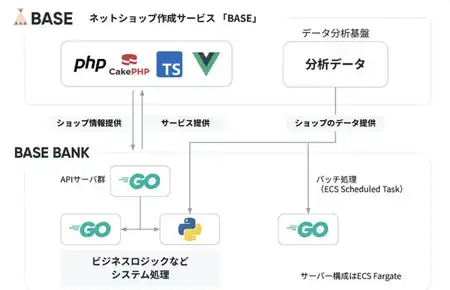 BASE
ネットショップ作成サービス「BASE」
データ分析基盤
php
CakePHP
TS
分析データ
ショップ情報提供
サービス提供
ショップのデータ提供
BASE BANK
APIサーバ群
GO
バッチ処理
(ECS Scheduled Task)
GO
GO
ビジネスロジックなど
システム処理
サーバー構成はECS Fargate